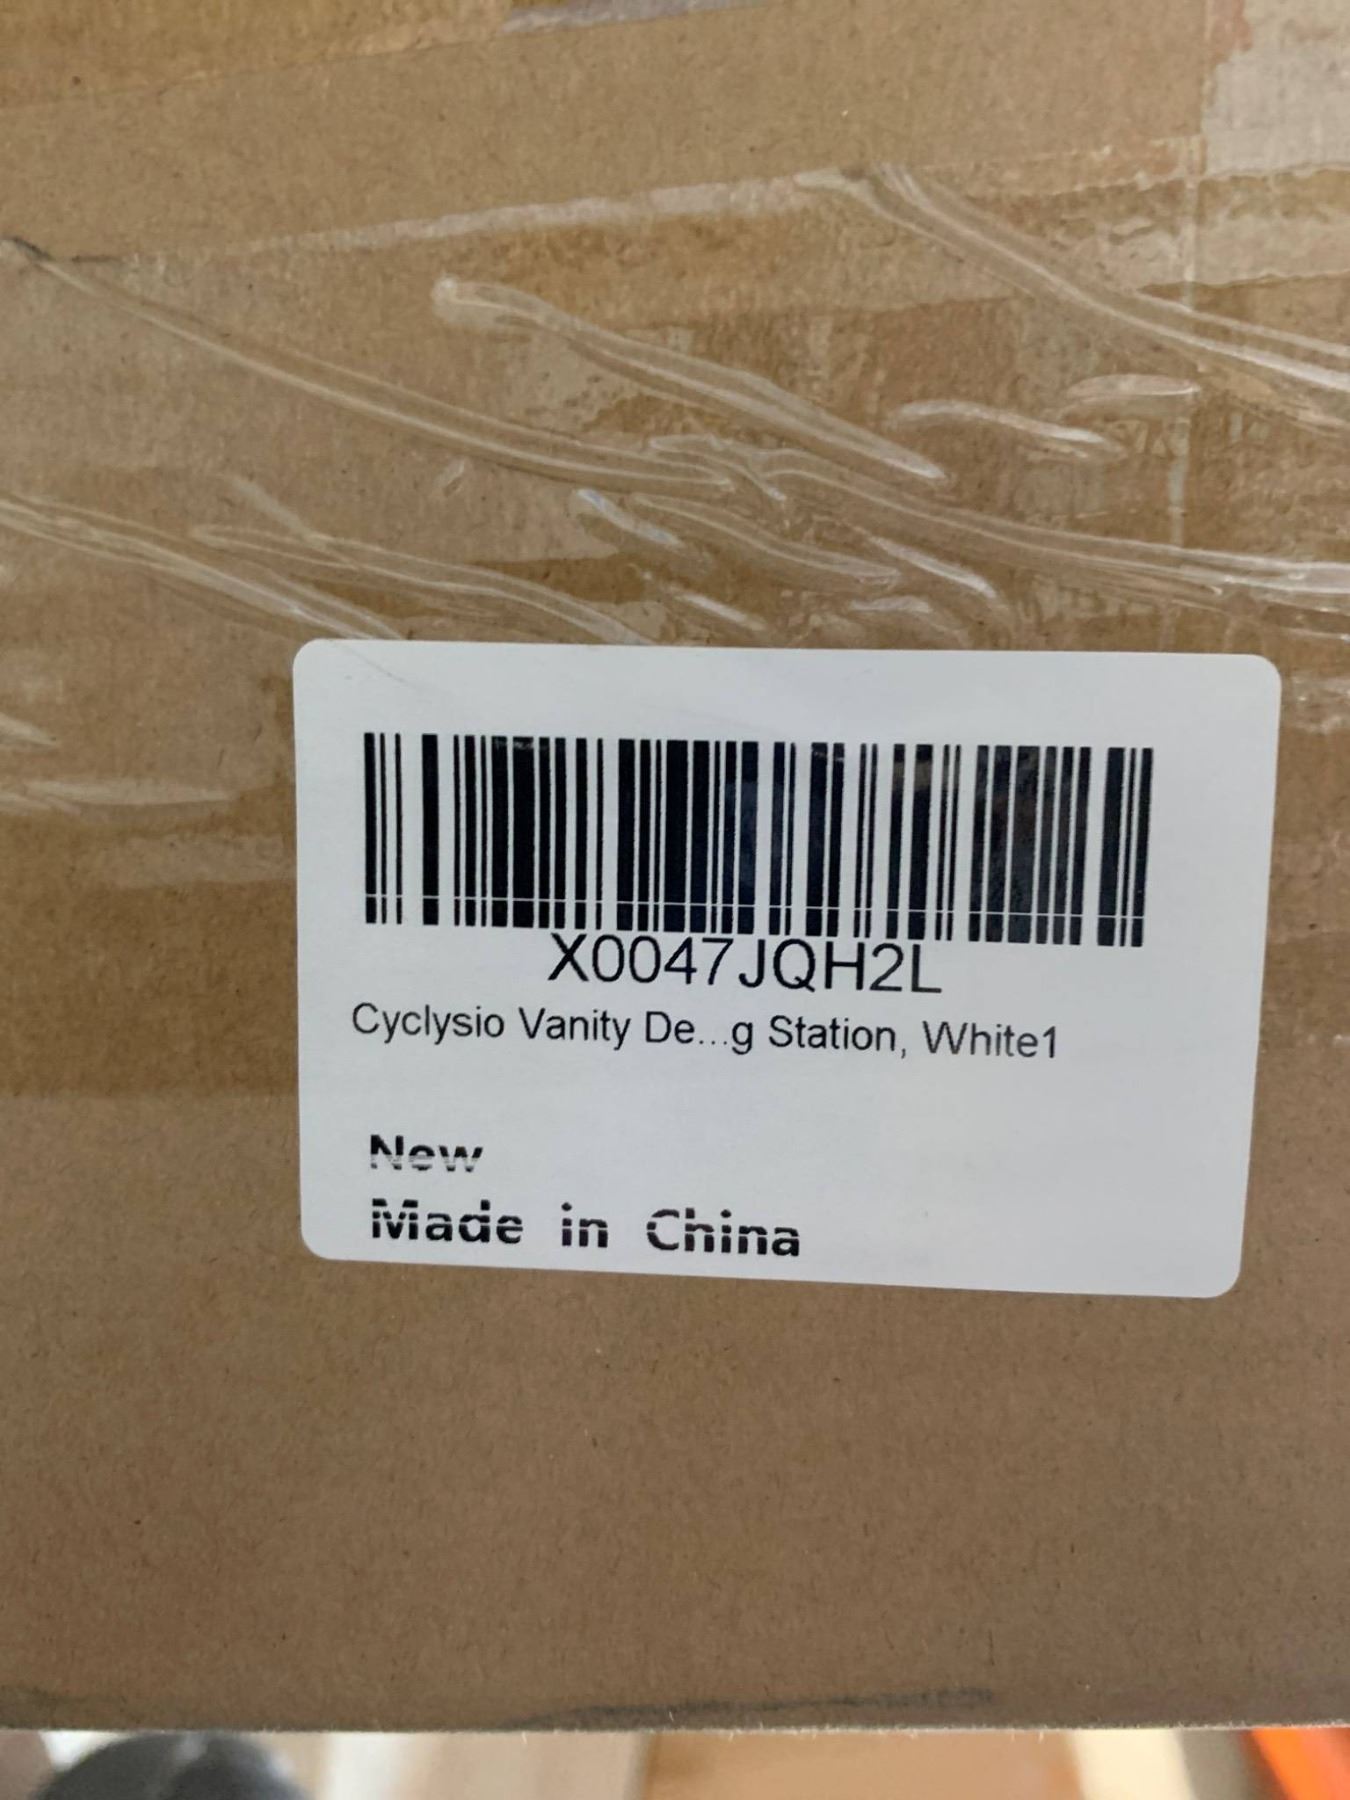 X0047JQH2L
Cyclysio Vanity De...g Station, White1
New
Made in China